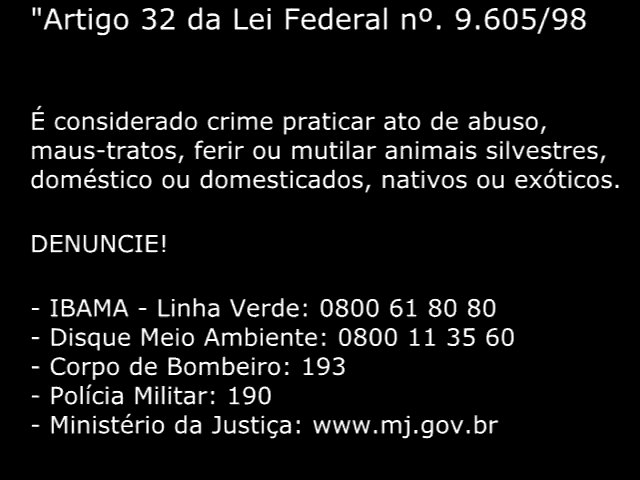 "Artigo 32 da Lei Federal nº. 9.605/98
É considerado crime praticar ato de abuso,
maus-tratos, ferir ou mutilar animais silvestres,
doméstico ou domesticados, nativos ou exóticos.
DENUNCIE!
- IBAMA - Linha Verde: 0800 61 80 80
- Disque Meio Ambiente: 0800 11 35 60
- Corpo de Bombeiro: 193
- Polícia Militar: 190
- Ministério da Justiça: www.mj.gov.br